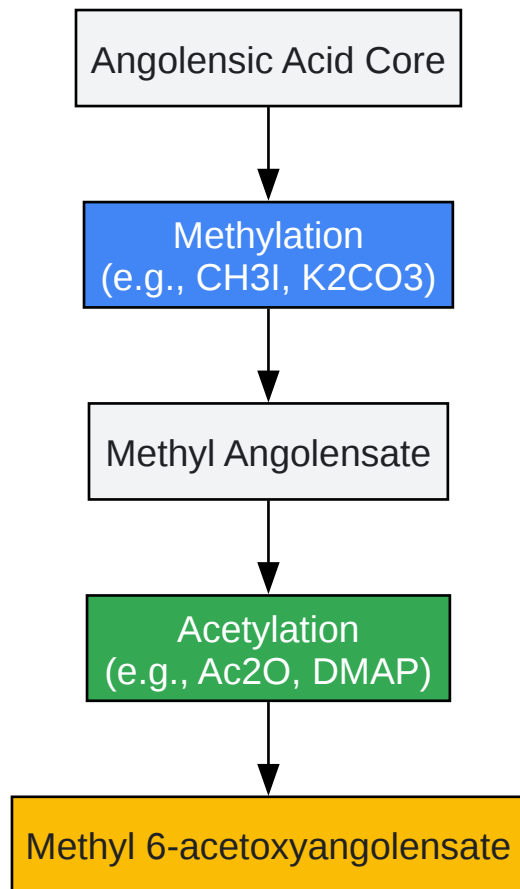 Angolensic Acid Core
Methylation
(e.g., CH3I, K2CO3)
Methyl Angolensate
Acetylation
(e.g., Ac2O, DMAP)
Methyl 6-acetoxyangolensate